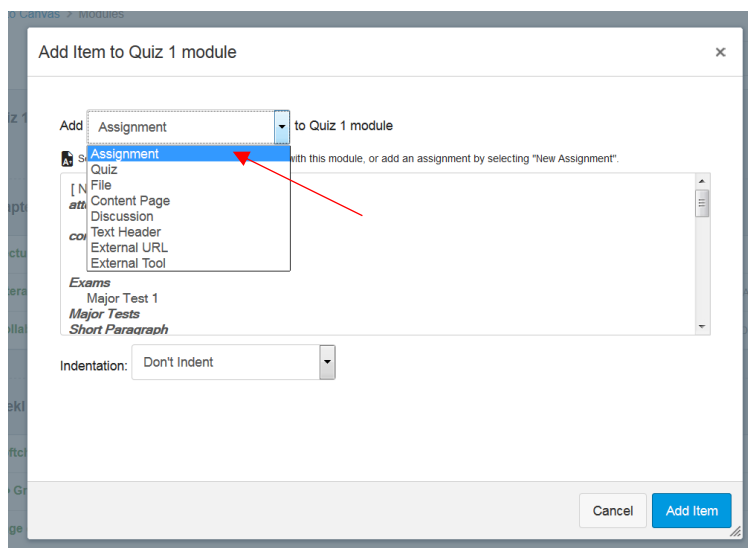 Canvas > Modules
Add Item to Quiz 1 module
×
Add Assignment to Quiz 1 module
Assignment
Quiz
File
Content Page
Discussion
Text Header
External URL
External Tool
with this module, or add an assignment by selecting "New Assignment".
Exams
Major Test 1
Major Tests
Short Paragraph
Indentation: Don't Indent
Cancel
Add Item